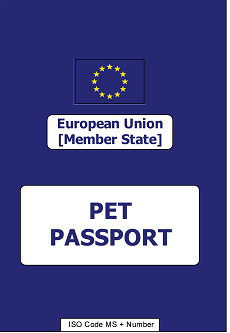 European Union
[Member State]
PET
PASSPORT
ISO Code MS + Number